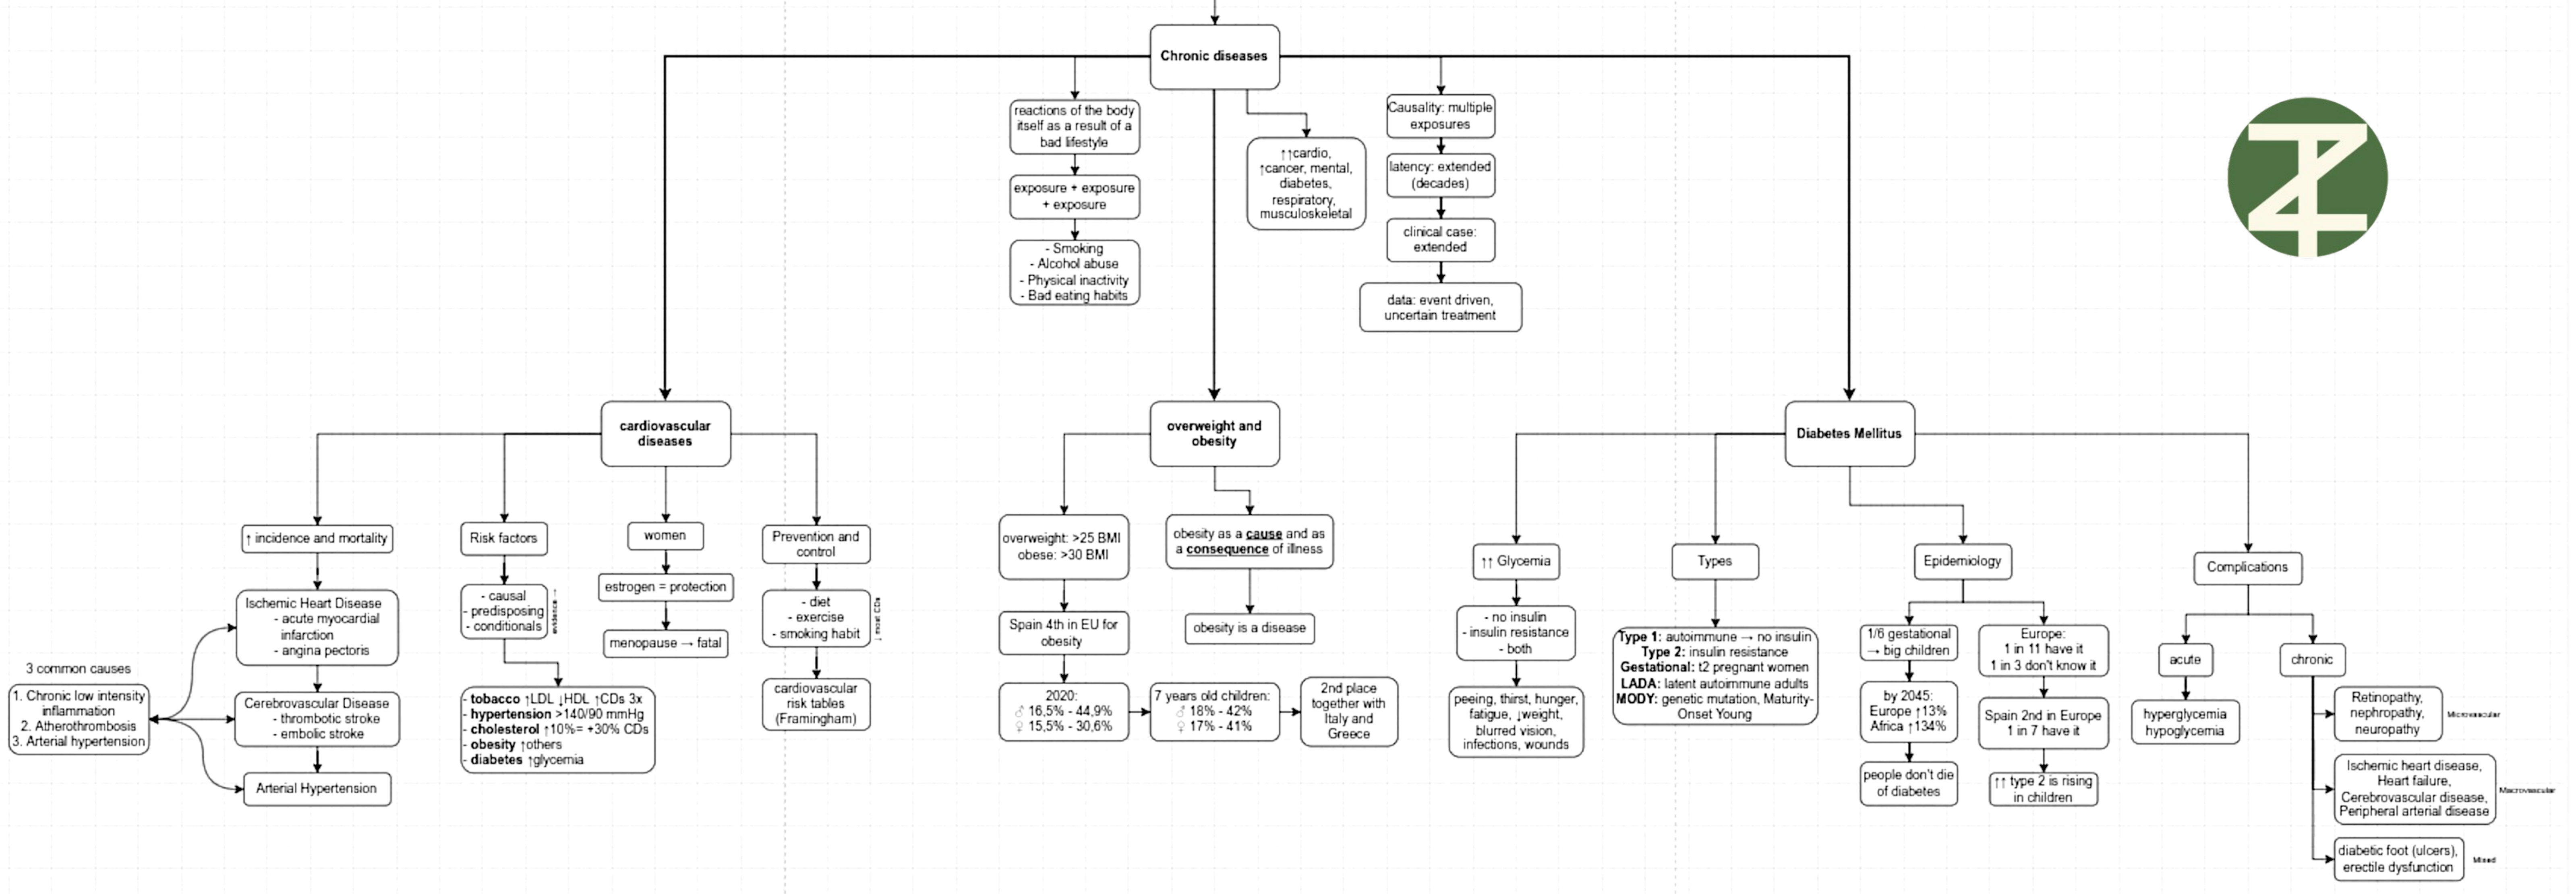 Chronic diseases
reactions of the body
itself as a result of a
bad lifestyle
exposure + exposure
+ exposure
- Smoking
- Alcohol abuse
- Physical inactivity
- Bad eating habits
↑↑cardio,
↑cancer, mental,
diabetes,
respiratory,
musculoskeletal
Causality: multiple
exposures
latency: extended
(decades)
clinical case:
extended
data: event driven,
uncertain treatment
cardiovascular
diseases
↑ incidence and mortality
Ischemic Heart Disease
- acute myocardial
infarction
- angina pectoris
Cerebrovascular Disease
- thrombotic stroke
- embolic stroke
Arterial Hypertension
3 common causes
1. Chronic low intensity
inflammation
2. Atherothrombosis
3. Arterial hypertension
Risk factors
- causal
- predisposing
- conditionals
evidence →
- tobacco ↑LDL ↓HDL ↑CDs 3x
- hypertension >140/90 mmHg
- cholesterol ↑10%= +30% CDs
- obesity ↑others
- diabetes ↑glycemia
women
estrogen = protection
menopause → fatal
Prevention and
control
- diet
- exercise
- smoking habit
↓ most CDs
cardiovascular
risk tables
(Framingham)
overweight and
obesity
overweight: >25 BMI
obese: >30 BMI
Spain 4th in EU for
obesity
2020:
♂ 16,5% - 44,9%
♀ 15,5% - 30,6%
7 years old children:
♂ 18% - 42%
♀ 17% - 41%
2nd place
together with
Italy and
Greece
obesity as a cause and as
a consequence of illness
obesity is a disease
Diabetes Mellitus
↑↑ Glycemia
- no insulin
- insulin resistance
- both
peeing, thirst, hunger,
fatigue, ↓weight,
blurred vision,
infections, wounds
Types
Type 1: autoimmune → no insulin
Type 2: insulin resistance
Gestational: t2 pregnant women
LADA: latent autoimmune adults
MODY: genetic mutation, Maturity-
Onset Young
Epidemiology
1/6 gestational
→ big children
by 2045:
Europe ↑13%
Africa ↑134%
people don't die
of diabetes
Europe:
1 in 11 have it
1 in 3 don't know it
Spain 2nd in Europe
1 in 7 have it
↑↑ type 2 is rising
in children
Complications
acute
hyperglycemia
hypoglycemia
chronic
Retinopathy,
nephropathy,
neuropathy
Microvascular
Ischemic heart disease,
Heart failure,
Cerebrovascular disease,
Peripheral arterial disease
Macrovascular
diabetic foot (ulcers),
erectile dysfunction
Mixed